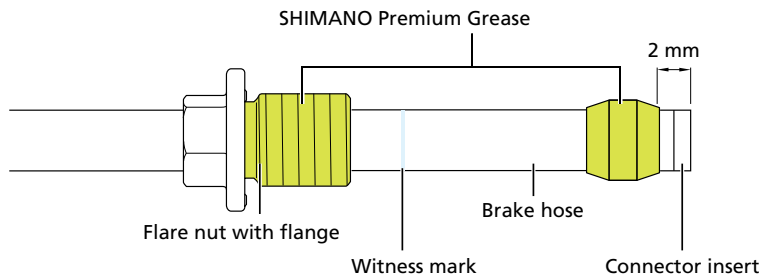 SHIMANO Premium Grease
2 mm
Flare nut with flange
Brake hose
Witness mark
Connector insert